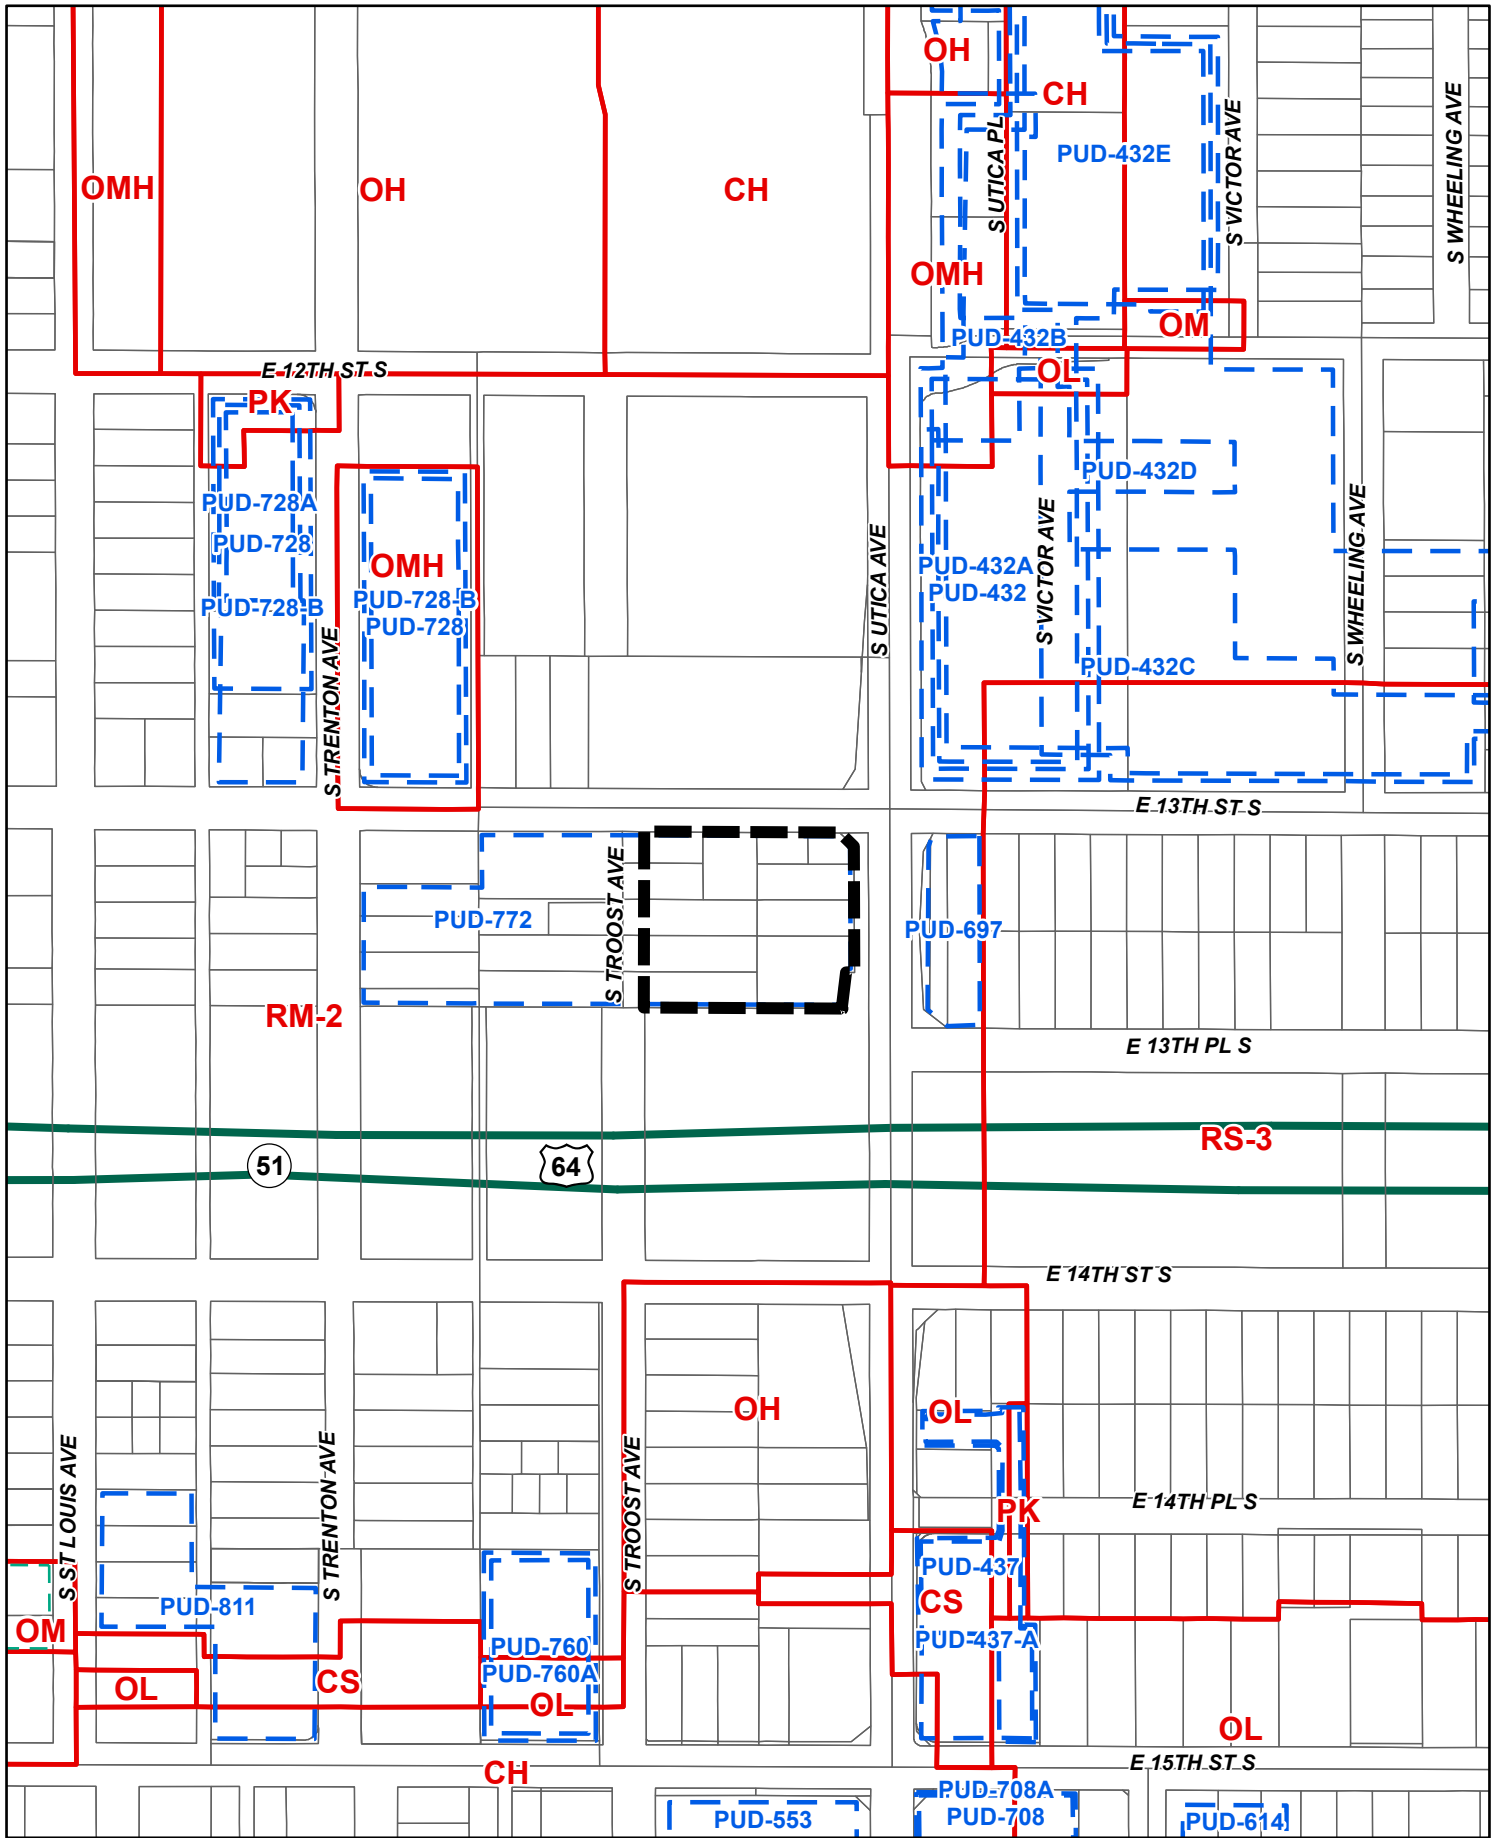 OH
CH
S UTICA PL
PUD-432E
S VICTOR AVE
S WHEELING AVE
OMH
OH
CH
OMH
OM
PUD-432B
E 12TH ST S
OL
PK
PUD-432D
PUD-728A
PUD-728
OMH
PUD-728-B
PUD-728-B
PUD-728
S TRENTON AVE
S UTICA AVE
PUD-432A
PUD-432
S VICTOR AVE
S WHEELING AVE
PUD-432C
E 13TH ST S
PUD-772
S TROOST AVE
PUD-697
RM-2
E 13TH PL S
RS-3
51
64
E 14TH ST S
OH
OL
S ST LOUIS AVE
S TRENTON AVE
S TROOST AVE
E 14TH PL S
PK
PUD-437
CS
PUD-811
OM
PUD-437-A
PUD-760
PUD-760A
OL
CS
OL
OL
E 15TH ST S
CH
PUD-708A
PUD-708
PUD-553
PUD-614